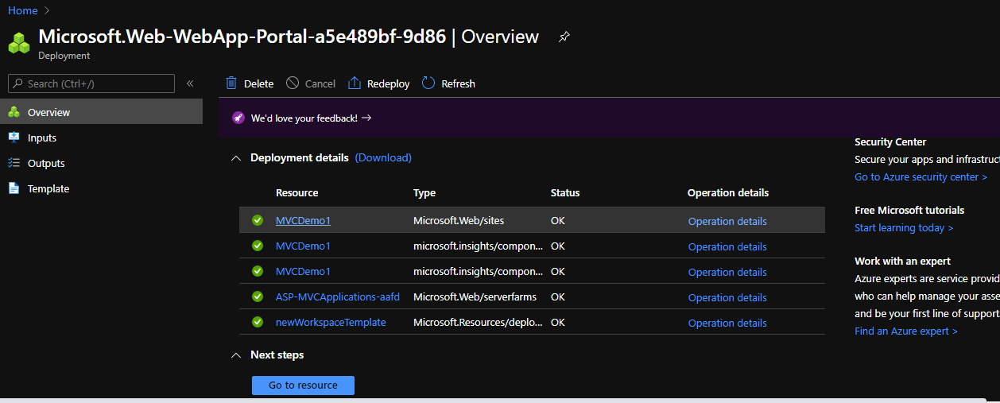 Home >
Microsoft.Web-WebApp-Portal-a5e489bf-9d86 | Overview
Deployment
Search (Ctrl+/)
«
Delete
Cancel
Redeploy
Refresh
Overview
Inputs
Outputs
Template
We'd love your feedback! →
Deployment details (Download)
Resource Type Status Operation details
MVCDemo1 Microsoft.Web/sites OK Operation details
MVCDemo1 microsoft.insights/compon... OK Operation details
MVCDemo1 microsoft.insights/compon... OK Operation details
ASP-MVCApplications-aafd Microsoft.Web/serverfarms OK Operation details
newWorkspaceTemplate Microsoft.Resources/deplo... OK Operation details
Next steps
Go to resource
Security Center
Secure your apps and infrastruct
Go to Azure security center >
Free Microsoft tutorials
Start learning today >
Work with an expert
Azure experts are service provid
who can help manage your asse
and be your first line of support.
Find an Azure expert >